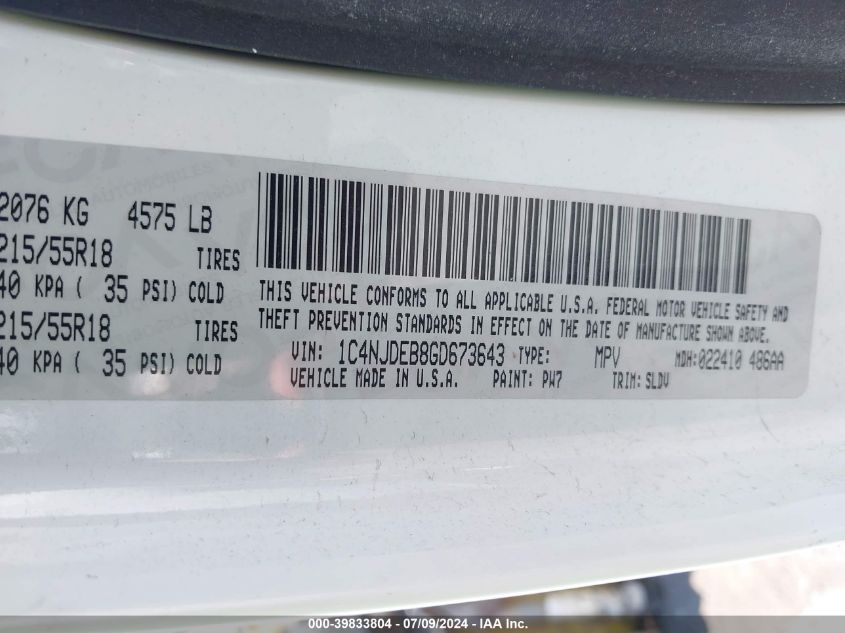 2076 KG 4575 LB
215/55R18 TIRES
40 KPA ( 35 PSI) COLD
215/55R18 TIRES
40 KPA ( 35 PSI) COLD
THIS VEHICLE CONFORMS TO ALL APPLICABLE U.S.A. FEDERAL MOTOR VEHICLE SAFETY AND
THEFT PREVENTION STANDARDS IN EFFECT ON THE DATE OF MANUFACTURE SHOWN ABOVE.
VIN: 1C4NJDEB8GD673643 TYPE: MPV MDH:022410 486AA
VEHICLE MADE IN U.S.A. PAINT: PW7 TRIM: SLDV
000-39833804 - 07/09/2024 - IAA Inc.